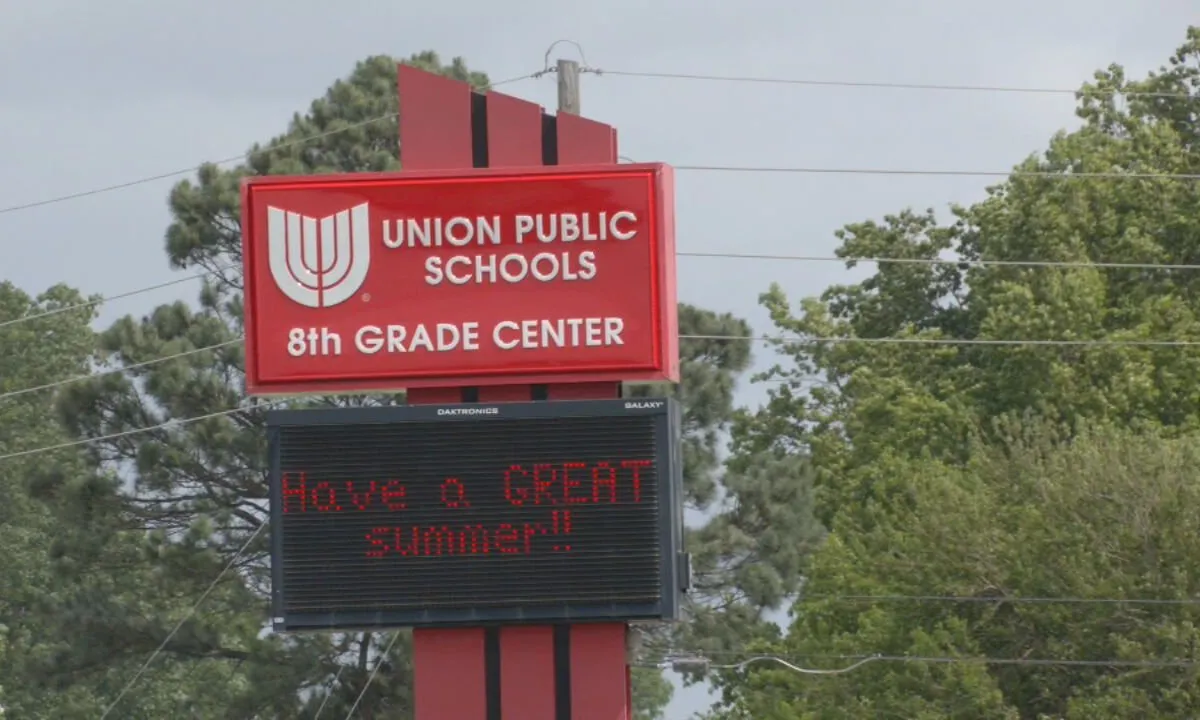 UNION PUBLIC
SCHOOLS
®
8th GRADE CENTER
DAKTRONICS GALAXY®
Have a GREAT
summer!!